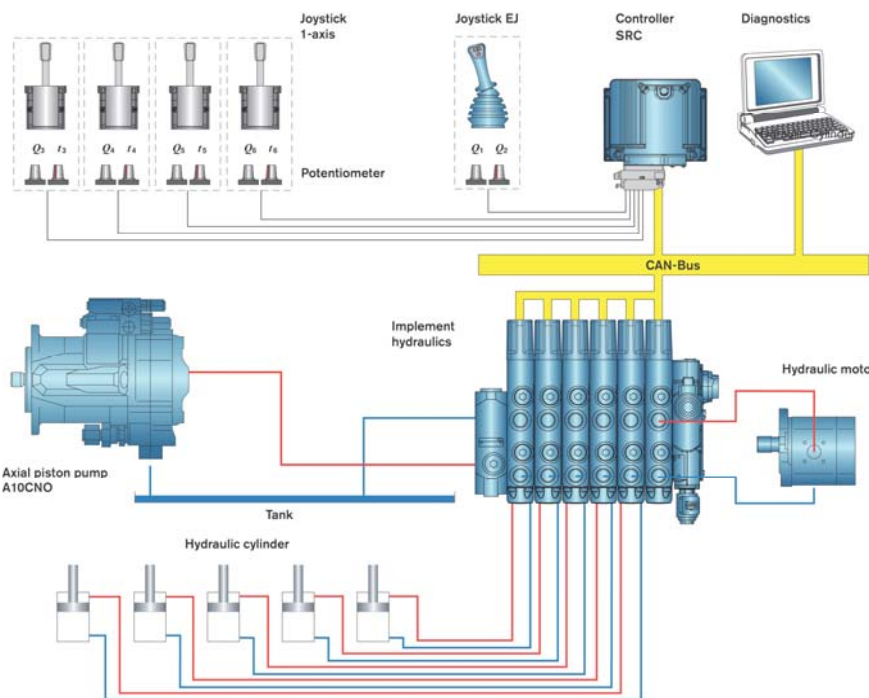 Joystick
1-axis
Joystick EJ
Controller
SRC
Diagnostics
Q3 r3
Q4 r4
Q5 r5
Q6 r6
Q1 Q2
Potentiometer
CAN-Bus
Implement
hydraulics
Hydraulic moto
Axial piston pump
A10CNO
Tank
Hydraulic cylinder